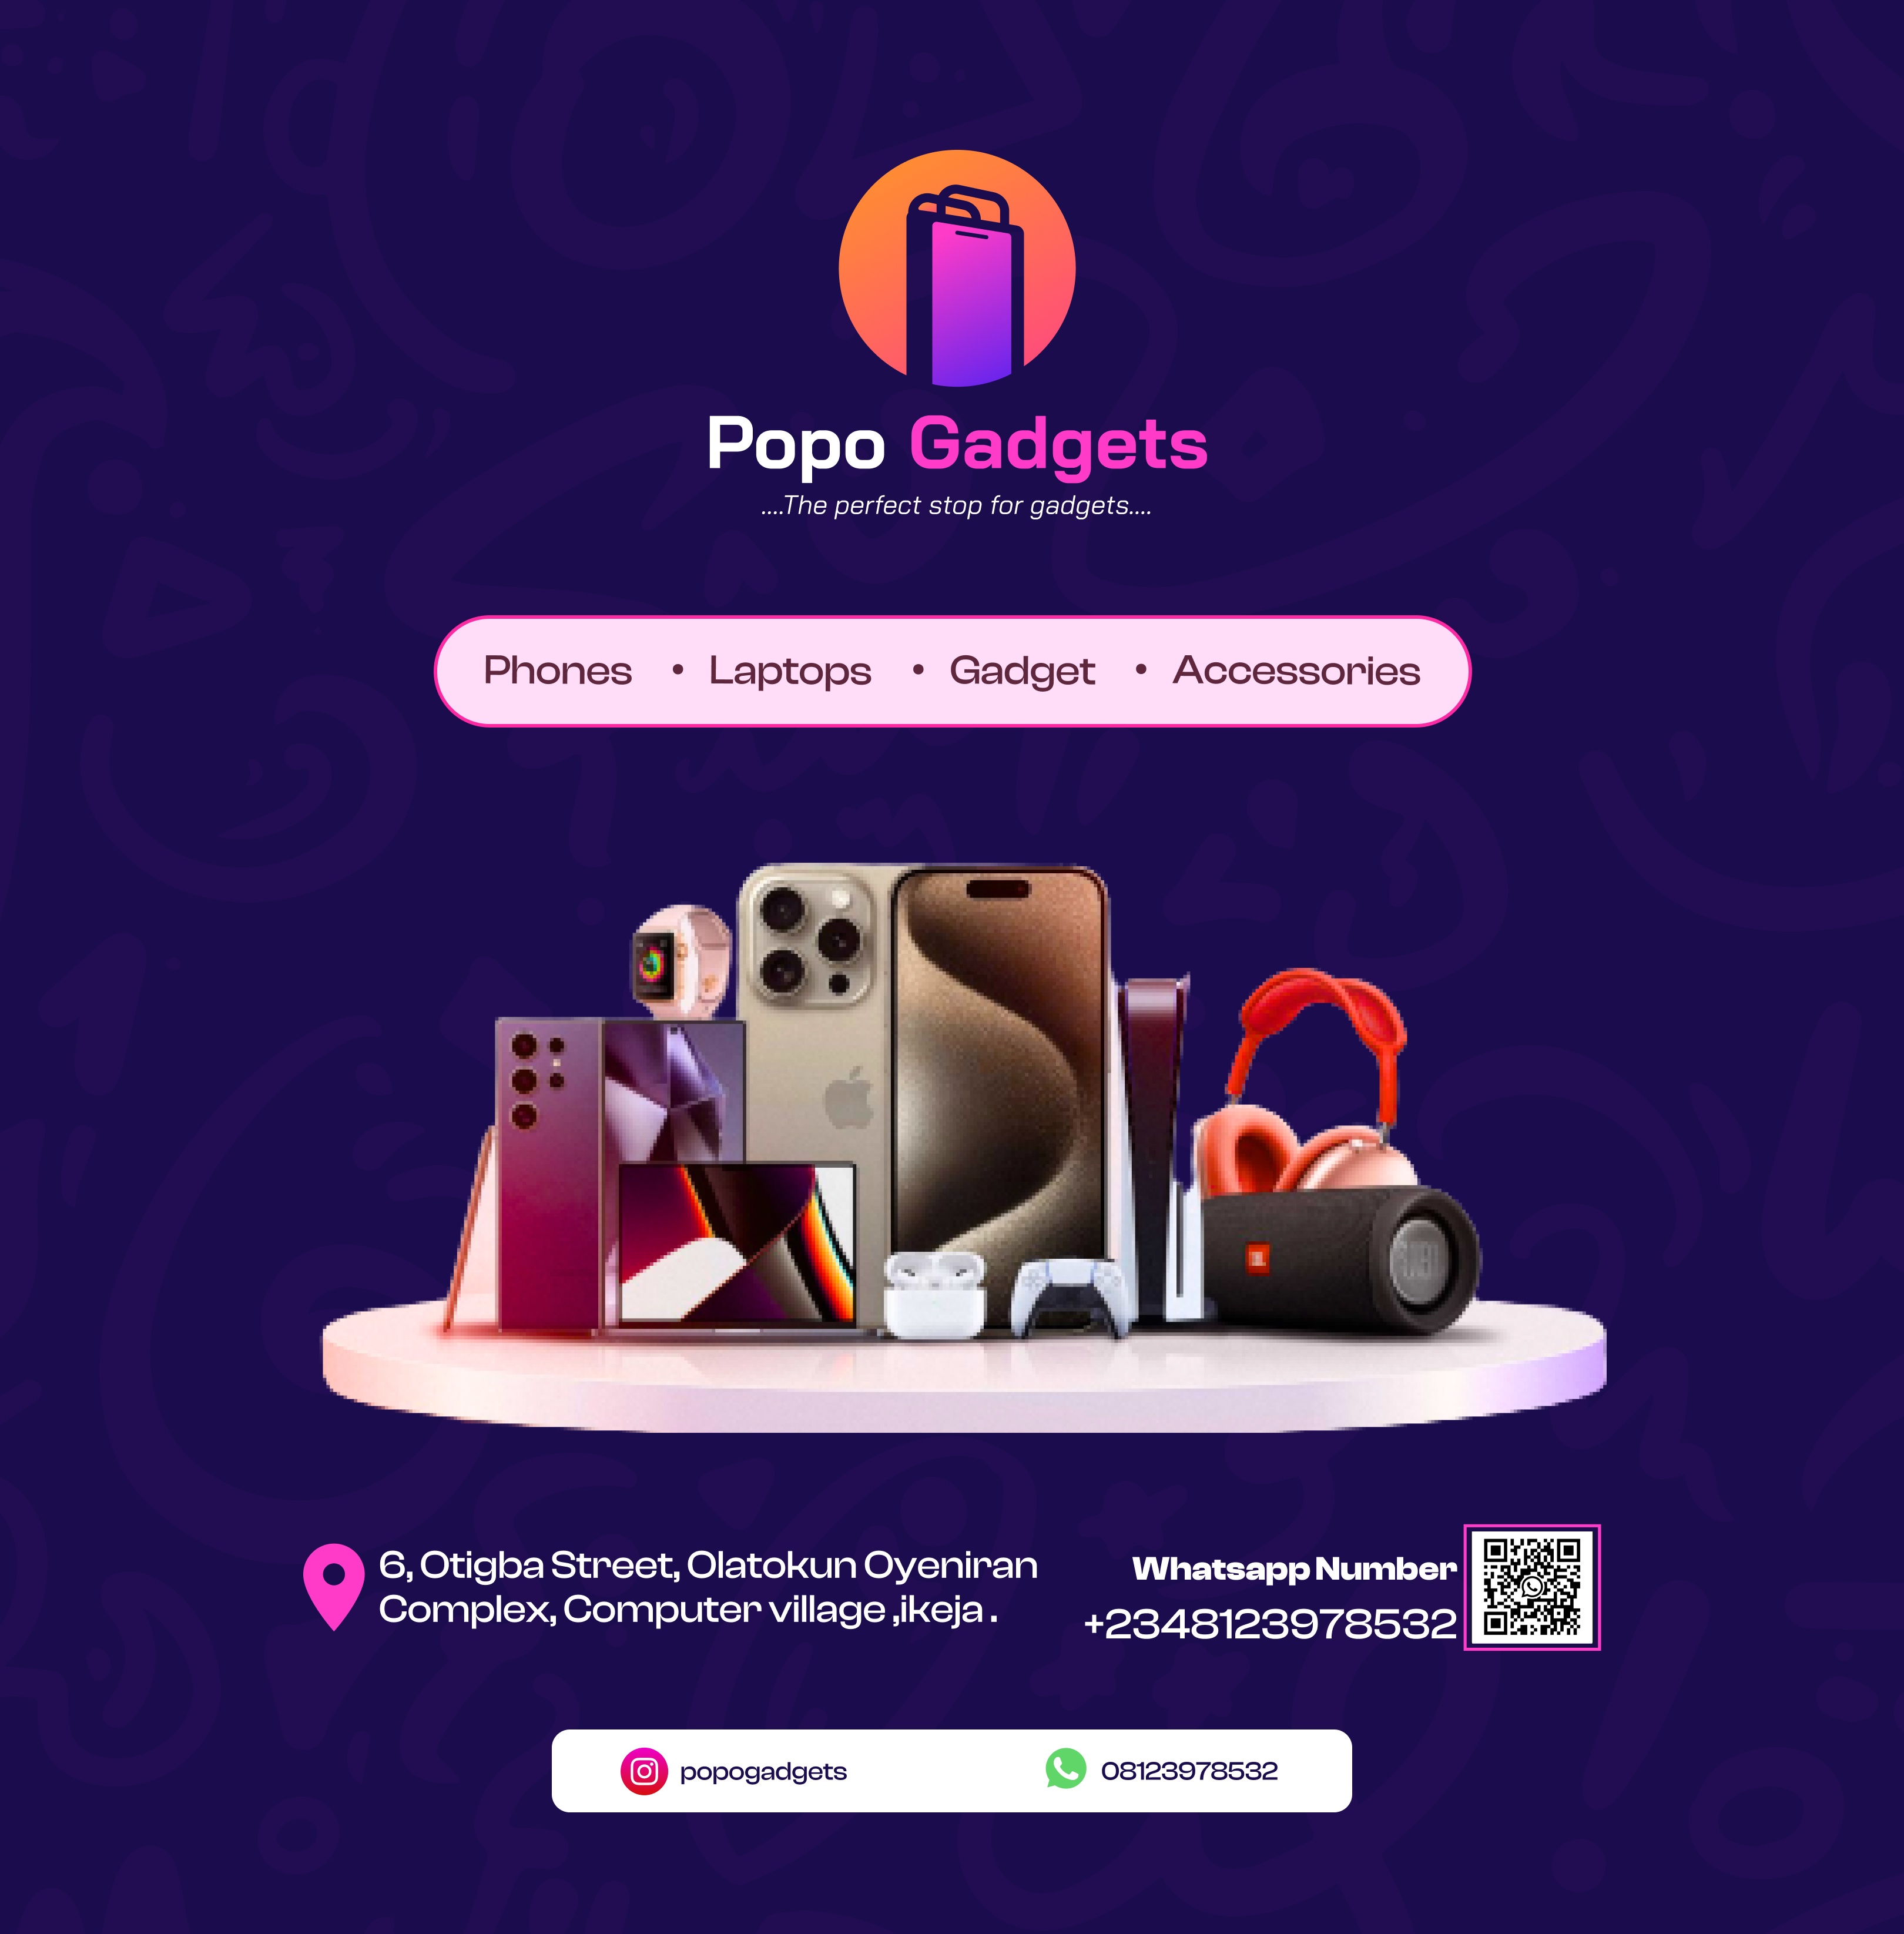 Popo Gadgets
....The perfect stop for gadgets....
Phones • Laptops • Gadget • Accessories
6, Otigba Street, Olatokun Oyeniran
Complex, Computer village ,ikeja .
Whatsapp Number
+2348123978532
popogadgets
08123978532